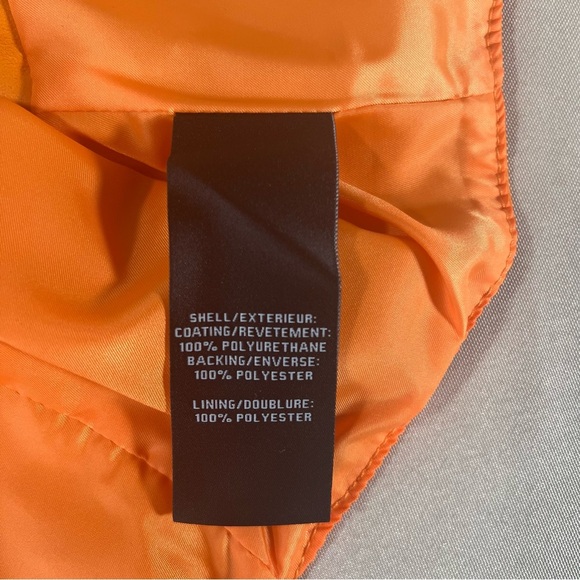 SHELL/EXTERIEUR:
COATING/REVETEMENT:
100% POLYURETHANE
BACKING/ENVERSE:
100% POLYESTER
LINING/DOUBLURE:
100% POLYESTER